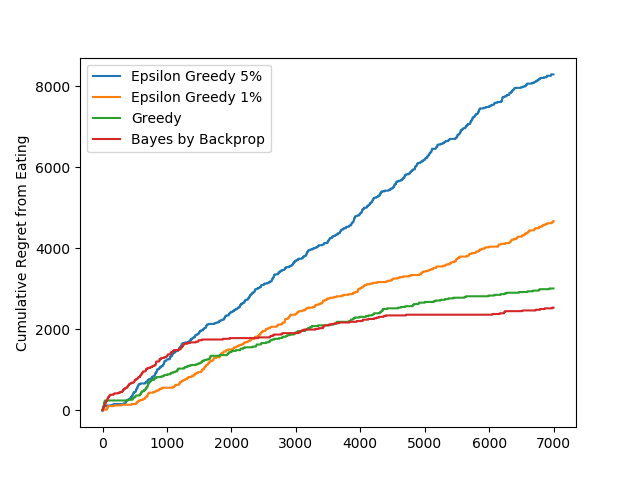 Epsilon Greedy 5%
Epsilon Greedy 1%
Greedy
Bayes by Backprop
Cumulative Regret from Eating
8000
6000
4000
2000
0
0 1000 2000 3000 4000 5000 6000 7000